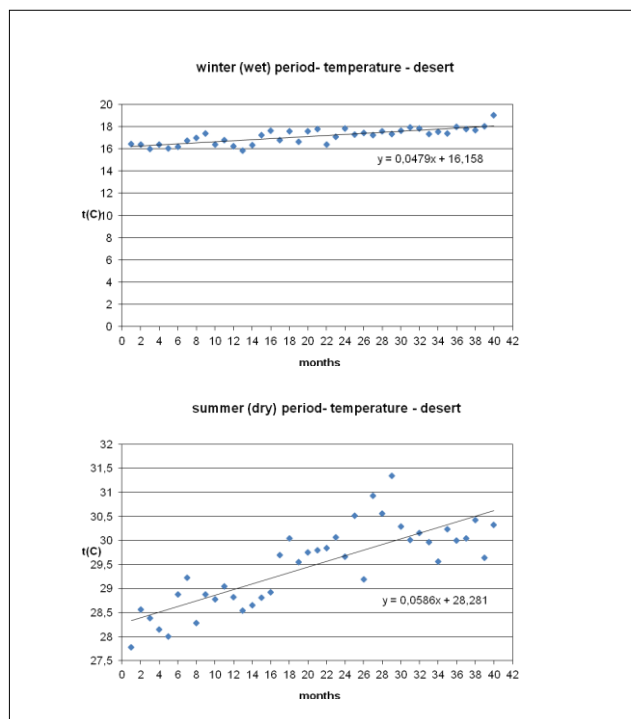 winter (wet) period- temperature - desert
20
18
16
14
12
t(C)
10
8
6
4
2
0
y = 0,0479x + 16,158
0 2 4 6 8 10 12 14 16 18 20 22 24 26 28 30 32 34 36 38 40 42
months
summer (dry) period- temperature - desert
32
31,5
31
30,5
30
t(C)
29,5
29
28,5
28
27,5
y = 0,0586x + 28,281
0 2 4 6 8 10 12 14 16 18 20 22 24 26 28 30 32 34 36 38 40 42
months